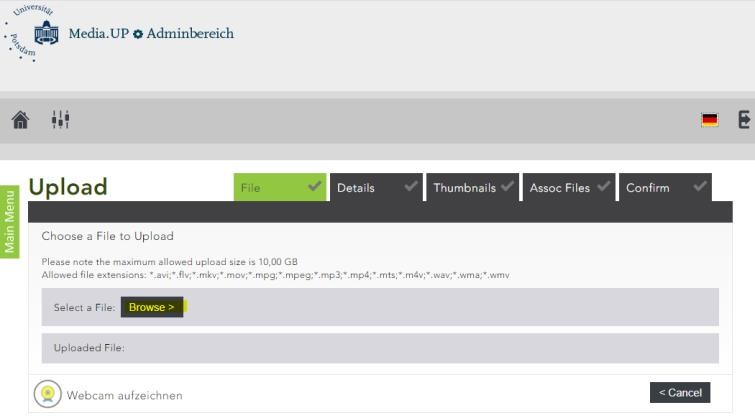 Universität Potsdam
Media.UP Adminbereich
Main Menu
Upload
File
Details
Thumbnails
Assoc Files
Confirm
Choose a File to Upload
Please note the maximum allowed upload size is 10,00 GB
Allowed file extensions: *.avi;*.flv;*.mkv;*.mov;*.mpg;*.mpeg;*.mp3;*.mp4;*.mts;*.m4v;*.wav;*.wma;*.wmv
Select a File: Browse >
Uploaded File:
Webcam aufzeichnen
< Cancel